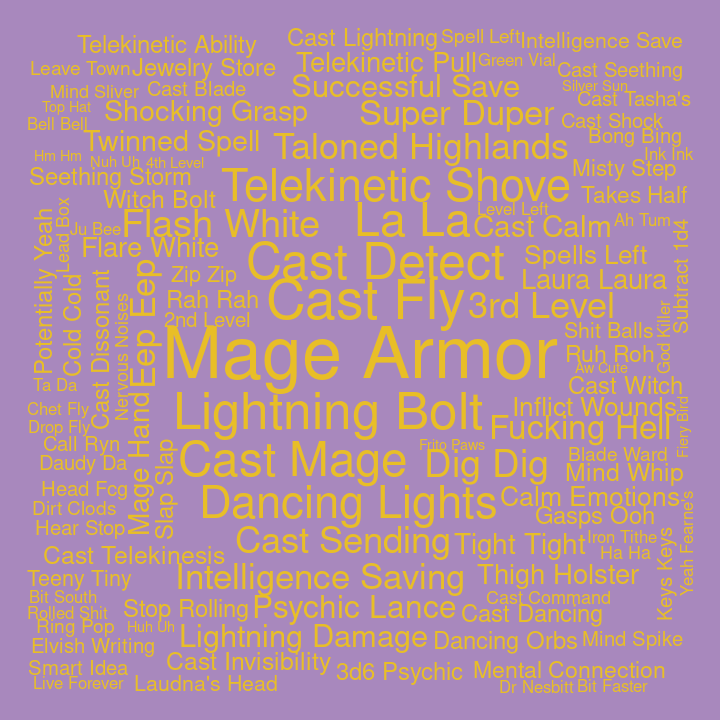 Telekinetic Ability
Cast Lightning
Spell Left
Intelligence Save
Leave Town
Jewelry Store
Telekinetic Pull
Green Vial
Cast Seething
Mind Sliver
Cast Blade
Successful Save
Silver Sun
Cast Tasha's
Top Hat
Shocking Grasp
Super Duper
Cast Shock
Bell Bell
Twinned Spell
Taloned Highlands
Bong Bing
Hm Hm
Nuh Uh
4th Level
Ink Ink
Seething Storm
Telekinetic Shove
Misty Step
Witch Bolt
Takes Half
Lead Box
Ju Bee
Flash White
La La
Level Left
Cast Calm
Ah Tum
Potentially Yeah
Flare White
Cast Detect
Spells Left
Subtract 1d4
Cold Cold
Cast Dissonant
Nervous Noises
Eep Eep
Zip Zip
Laura Laura
Rah Rah
Cast Fly
3rd Level
2nd Level
Shit Balls
God Killer
Mage Armor
Ruh Roh
Aw Cute
Ta Da
Cast Witch
Chet Fly
Lightning Bolt
Inflict Wounds
Fiery Bird
Drop Fly
Fucking Hell
Call Ryn
Mage Hand
Slap Slap
Cast Mage
Frito Paws
Dig Dig
Blade Ward
Daudy Da
Mind Whip
Head Fcg
Dancing Lights
Calm Emotions
Dirt Clods
Gasps Ooh
Hear Stop
Cast Sending
Tight Tight
Iron Tithe
Keys Keys
Yeah Fearne's
Cast Telekinesis
Ha Ha
Teeny Tiny
Intelligence Saving
Thigh Holster
Bit South
Cast Command
Rolled Shit
Stop Rolling
Psychic Lance
Cast Dancing
Ring Pop
Huh Uh
Lightning Damage
Dancing Orbs
Mind Spike
Elvish Writing
Smart Idea
Cast Invisibility
3d6 Psychic
Mental Connection
Live Forever
Laudna's Head
Dr Nesbitt
Bit Faster